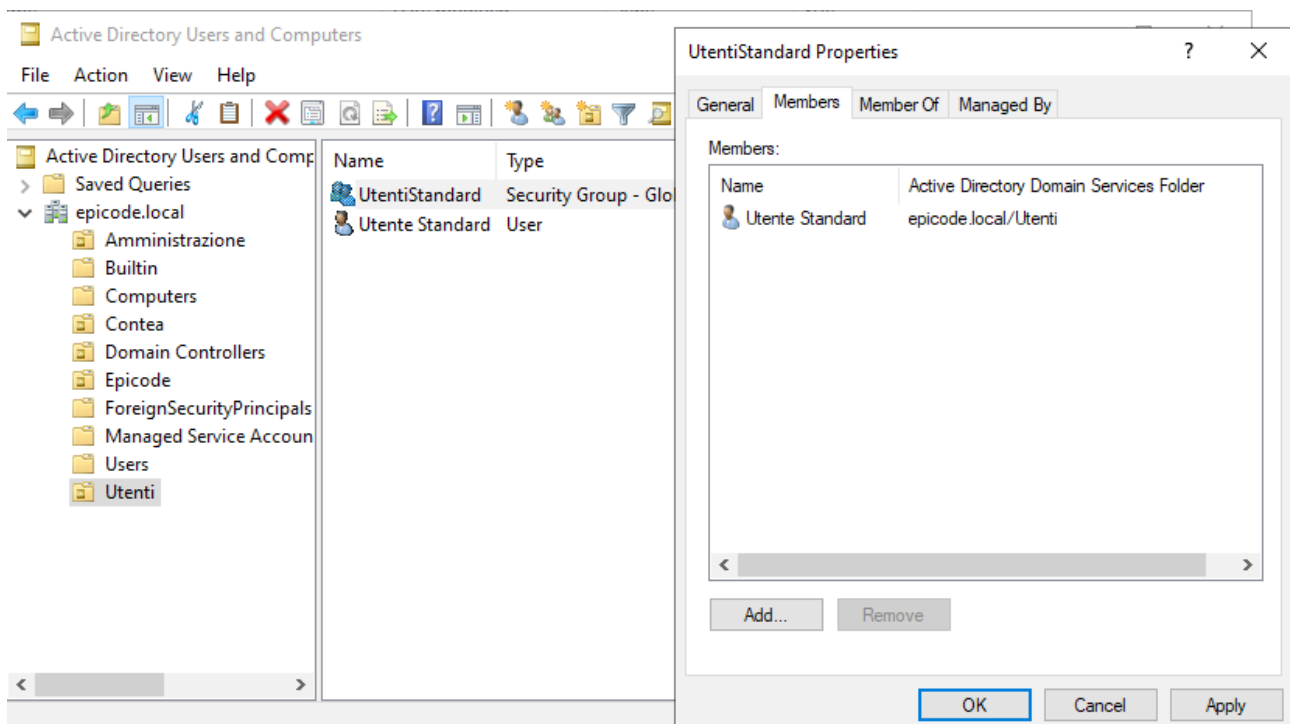 Active Directory Users and Computers
File Action View Help
Active Directory Users and Comp
Saved Queries
epicode.local
Amministrazione
Builtin
Computers
Contea
Domain Controllers
Epicode
ForeignSecurityPrincipals
Managed Service Accoun
Users
Utenti
Name Type
UtentiStandard Security Group - Glo
Utente Standard User
UtentiStandard Properties
General Members Member Of Managed By
Members:
Name Active Directory Domain Services Folder
Utente Standard epicode.local/Utenti
Add... Remove
OK Cancel Apply